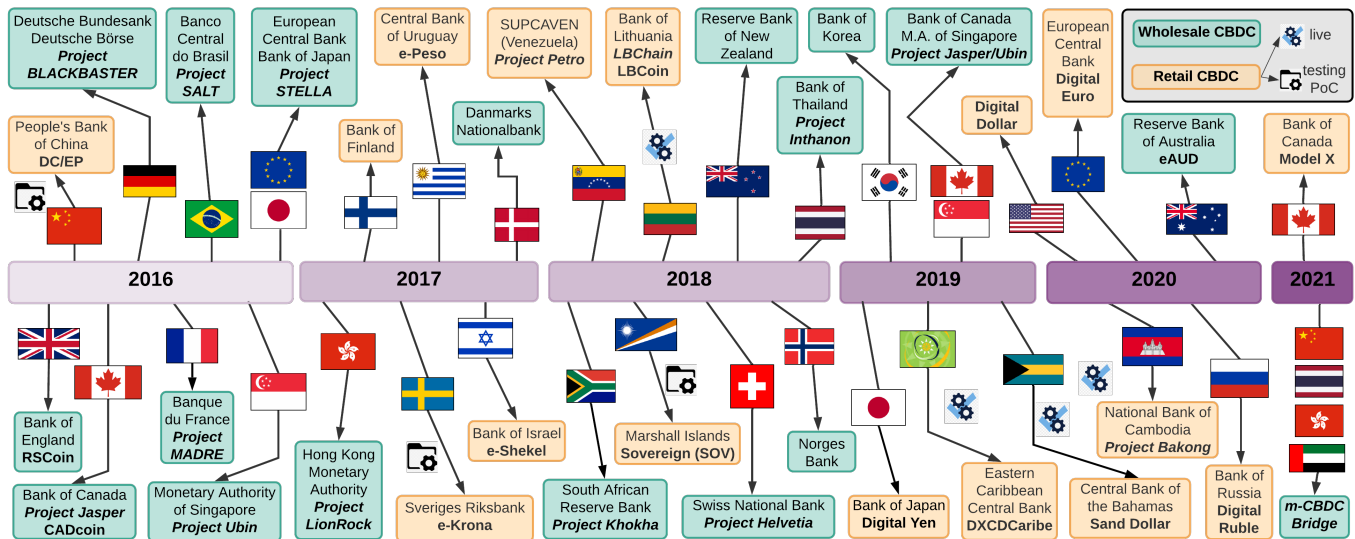 Deutsche Bundesbank
Deutsche Börse
Project
BLACKBASTER
Banco
Central
do Brasil
Project
SALT
European
Central Bank
Bank of Japan
Project
STELLA
Central Bank
of Uruguay
e-Peso
SUPCAVEN
(Venezuela)
Project Petro
Bank of
Lithuania
LBChain
LBCoin
Reserve Bank
of New
Zealand
Bank of
Korea
Bank of Canada
M.A. of Singapore
Project Jasper/Ubin
European
Central
Bank
Digital
Euro
Wholesale CBDC
Retail CBDC
live
testing
PoC
People's Bank
of China
DC/EP
Bank of
Finland
Danmarks
Nationalbank
Bank of
Thailand
Project
Inthanon
Digital
Dollar
Reserve Bank
of Australia
eAUD
Bank of
Canada
Model X
2016
2017
2018
2019
2020
2021
Bank of
England
RSCoin
Bank of Canada
Project Jasper
CADcoin
Banque
du France
Project
MADRE
Monetary Authority
of Singapore
Project Ubin
Hong Kong
Monetary
Authority
Project
LionRock
Sveriges Riksbank
e-Krona
Bank of Israel
e-Shekel
South African
Reserve Bank
Project Khokha
Marshall Islands
Sovereign (SOV)
Swiss National Bank
Project Helvetia
Norges
Bank
Bank of Japan
Digital Yen
Eastern
Caribbean
Central Bank
DXCDCaribe
Central Bank of
the Bahamas
Sand Dollar
National Bank of
Cambodia
Project Bakong
Bank of
Russia
Digital
Ruble
m-CBDC
Bridge